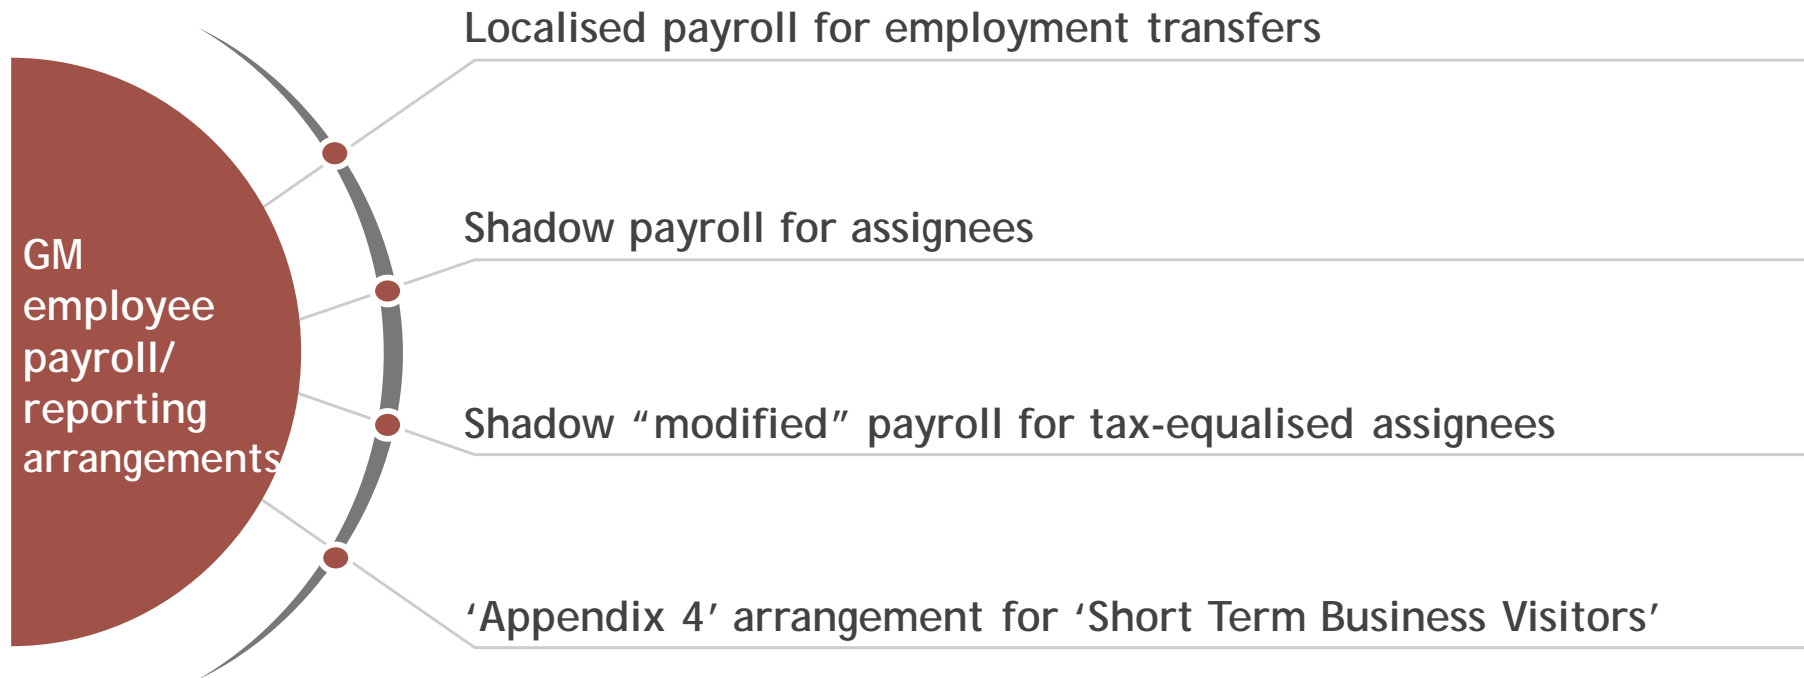 Localised payroll for employment transfers
Shadow payroll for assignees
GM
employee
payroll/
reporting
arrangements
Shadow “modified” payroll for tax-equalised assignees
‘Appendix 4’ arrangement for ‘Short Term Business Visitors’